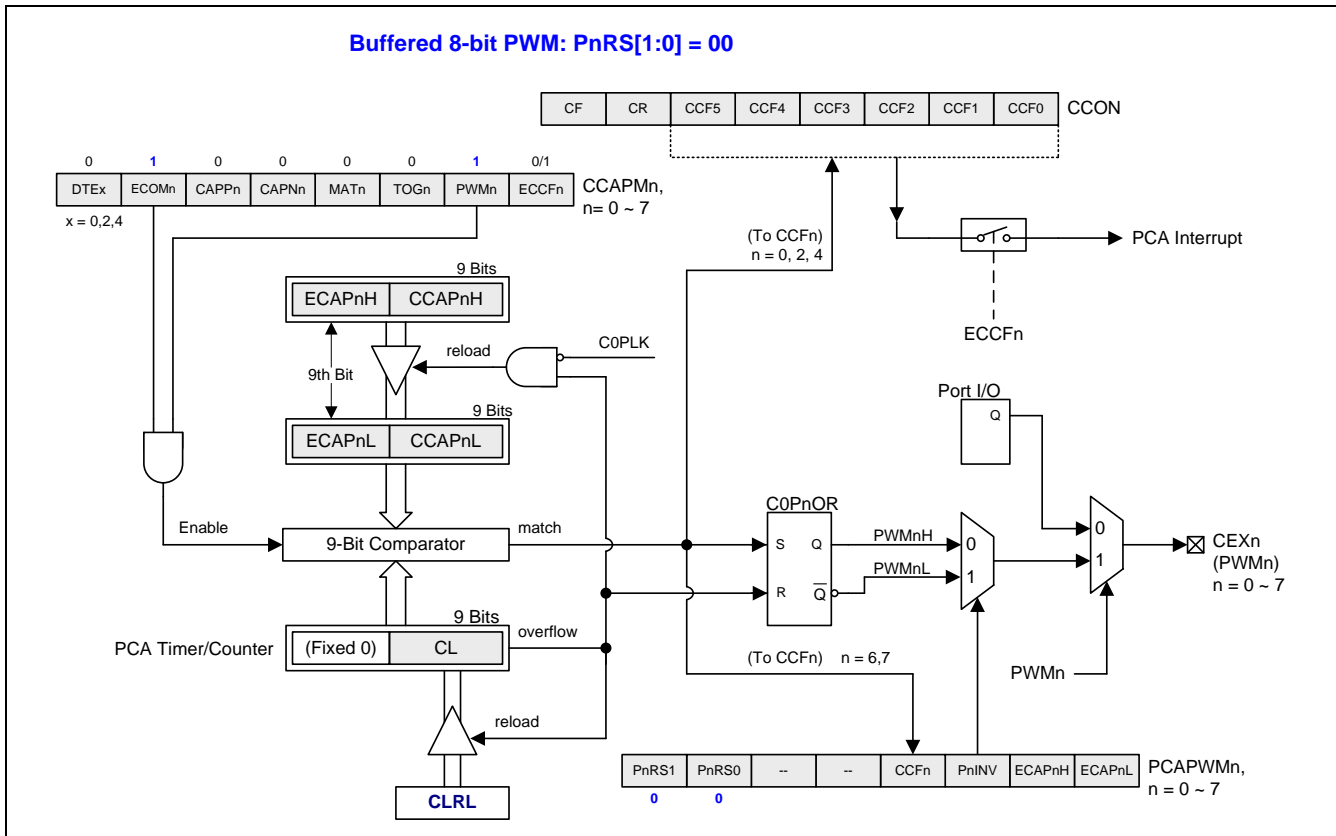 Buffered 8-bit PWM: PnRS[1:0] = 00
CF CR CCF5 CCF4 CCF3 CCF2 CCF1 CCF0 CCON
0 1 0 0 0 0 1 0/1
DTEx ECOMn CAPPn CAPNn MATn TOGn PWMn ECCFn CCAPMn,
n= 0 ~ 7
x = 0,2,4
(To CCFn)
n = 0, 2, 4
PCA Interrupt
ECCFn
9 Bits
ECAPnH CCAPnH
reload
C0PLK
9th Bit
Port I/O
Q
9 Bits
ECAPnL CCAPnL
C0PnOR
Enable
9-Bit Comparator
match
S Q
PWMnH
0
0
CEXn
(PWMn)
n = 0 ~ 7
1
PWMnL
1
R Q
9 Bits
PCA Timer/Counter
(Fixed 0) CL
overflow
(To CCFn) n = 6,7
PWMn
reload
CLRL
PnRS1 PnRS0 -- -- CCFn PnINV ECAPnH ECAPnL PCAPWMn,
n = 0 ~ 7
0 0